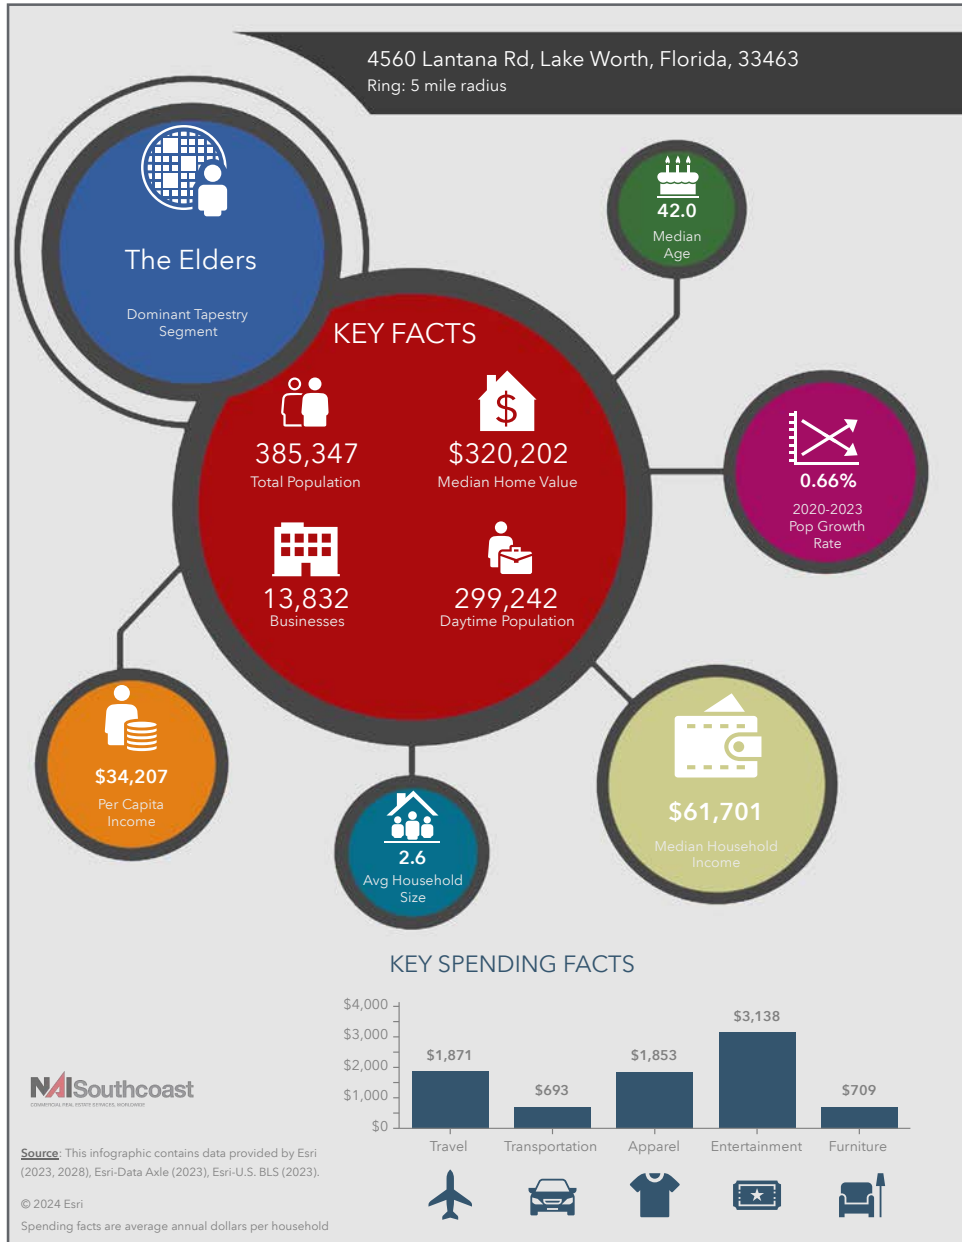 4560 Lantana Rd, Lake Worth, Florida, 33463
Ring: 5 mile radius
The Elders
Dominant Tapestry
Segment
42.0
Median
Age
KEY FACTS
385,347
Total Population
$320,202
Median Home Value
13,832
Businesses
299,242
Daytime Population
0.66%
2020-2023
Pop Growth
Rate
$34,207
Per Capita
Income
2.6
Avg Household
Size
$61,701
Median Household
Income
KEY SPENDING FACTS
$4,000
$3,000
$2,000
$1,000
$0
$1,871
$693
$1,853
$3,138
$709
Travel
Transportation
Apparel
Entertainment
Furniture
NAISouthcoast
COMMERCIAL REAL ESTATE SERVICES, WORLDWIDE
Source: This infographic contains data provided by Esri
(2023, 2028), Esri-Data Axle (2023), Esri-U.S. BLS (2023).
© 2024 Esri
Spending facts are average annual dollars per household